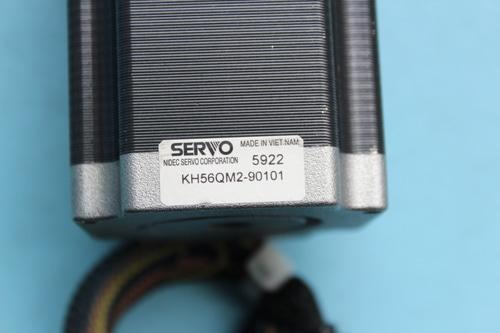 SERVO MADE IN VIET-NAM
NIDEC SERVO CORPORATION 5922
KH56QM2-90101